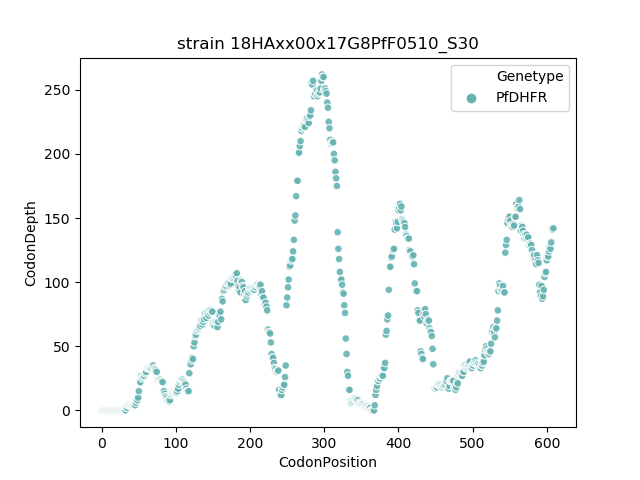 strain 18HAxx00x17G8PfF0510_S30
Genetype
PfDHFR
CodonDepth
250
200
150
100
50
0
0 100 200 300 400 500 600
CodonPosition